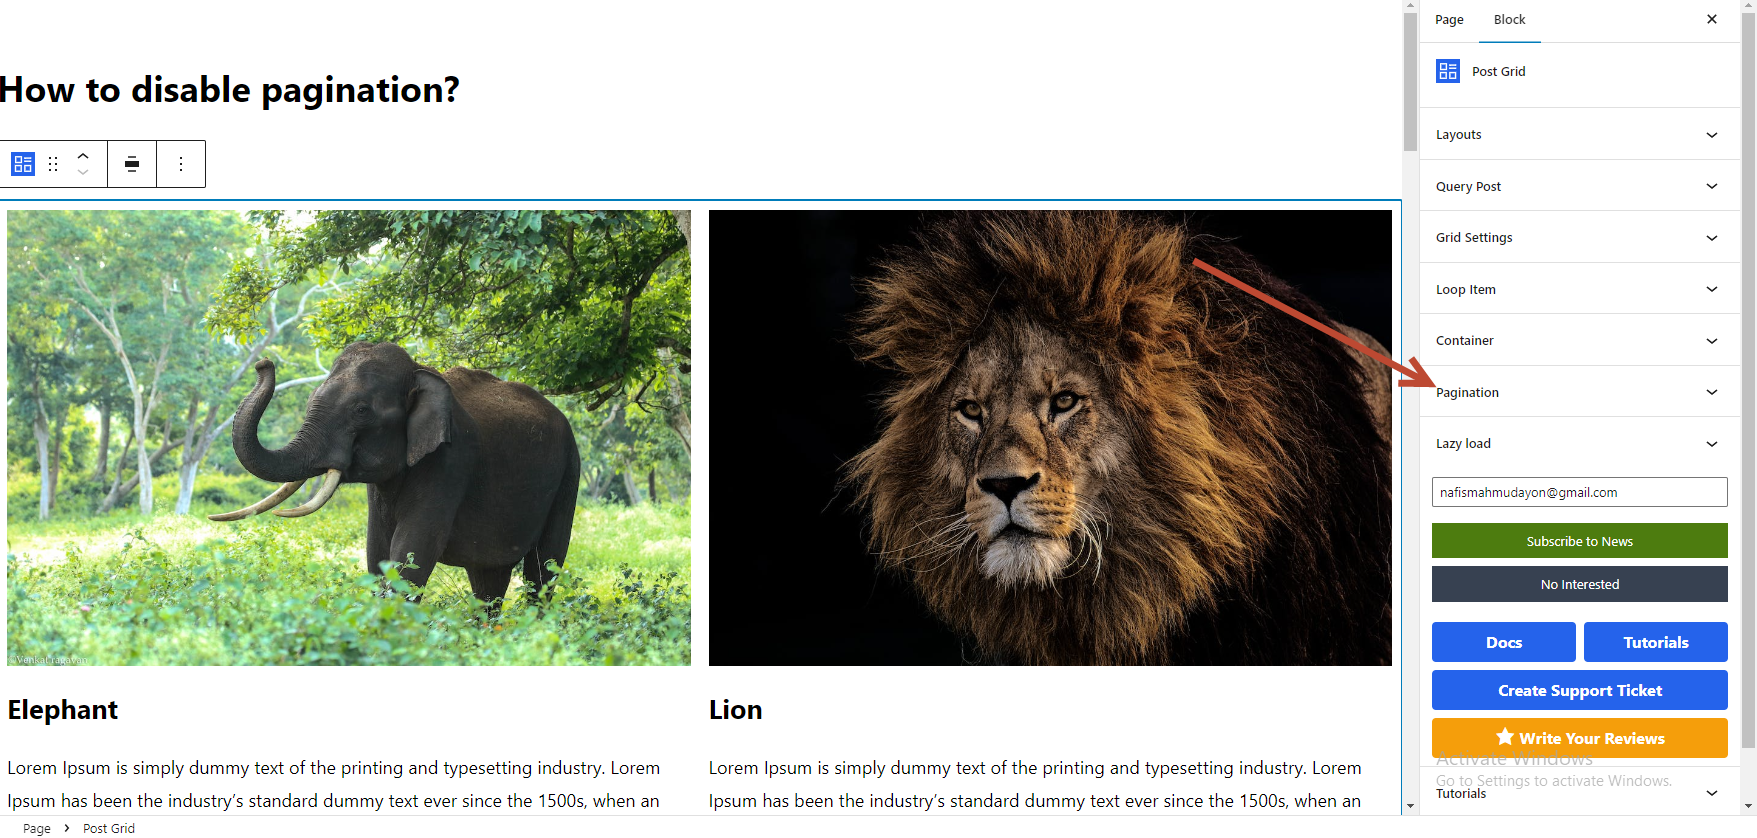 Page
Block
Post Grid
How to disable pagination?
Layouts
Query Post
Grid Settings
Loop Item
Container
Pagination
Lazy load
nafismahmudayon@gmail.com
Subscribe to News
No Interested
Docs
Tutorials
Create Support Ticket
Write Your Reviews
Activate Windows
Go to Settings to activate Windows.
Tutorials
©Venkat ragavan
Elephant
Lorem Ipsum is simply dummy text of the printing and typesetting industry. Lorem
Ipsum has been the industry’s standard dummy text ever since the 1500s, when an
Lion
Lorem Ipsum is simply dummy text of the printing and typesetting industry. Lorem
Ipsum has been the industry’s standard dummy text ever since the 1500s, when an
Page
Post Grid